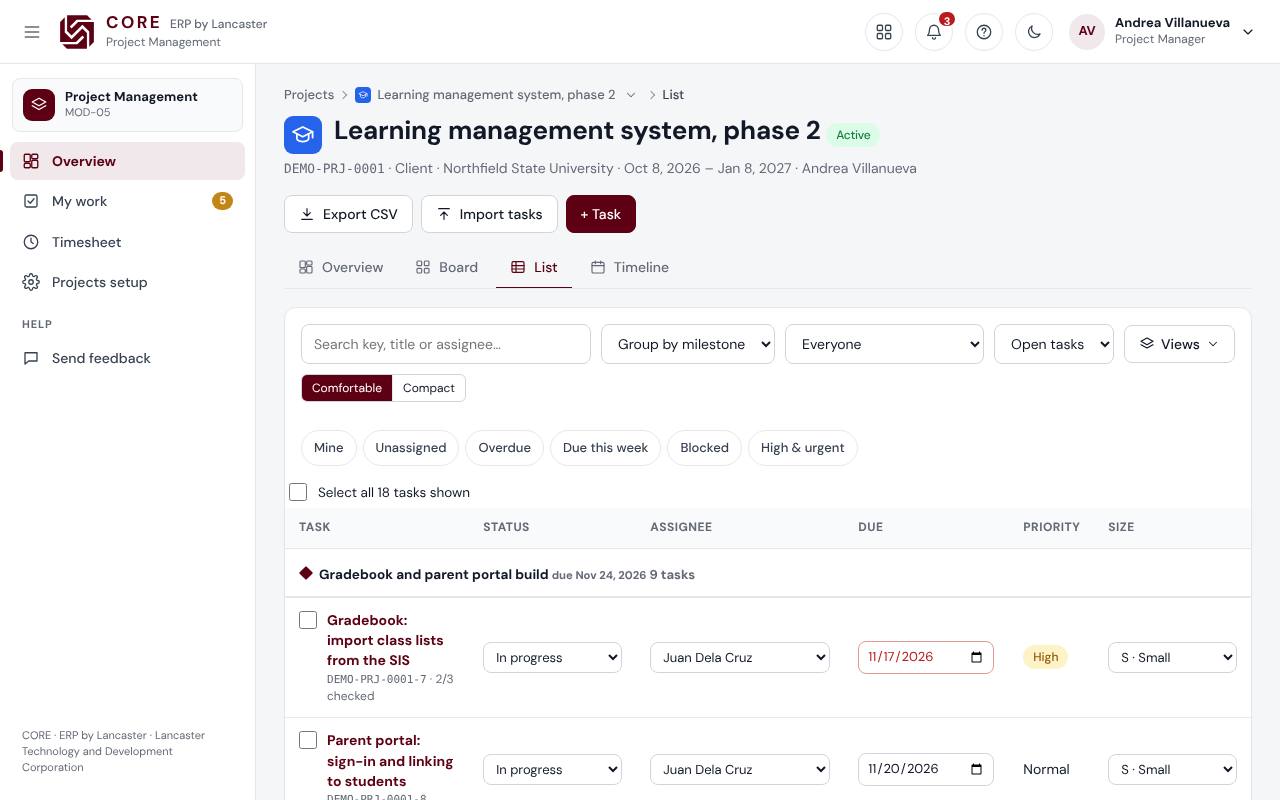 CORE ERP by Lancaster
Project Management
3
AV
Andrea Villanueva
Project Manager
Project Management
MOD-05
Overview
My work 5
Timesheet
Projects setup
HELP
Send feedback
CORE · ERP by Lancaster · Lancaster
Technology and Development
Corporation
Projects Learning management system, phase 2 List
Learning management system, phase 2 Active
DEMO-PRJ-0001 · Client · Northfield State University · Oct 8, 2026 – Jan 8, 2027 · Andrea Villanueva
Export CSV Import tasks + Task
Overview Board List Timeline
Search key, title or assignee... Group by milestone Everyone Open tasks Views
Comfortable Compact
Mine Unassigned Overdue Due this week Blocked High & urgent
Select all 18 tasks shown
TASK STATUS ASSIGNEE DUE PRIORITY SIZE
Gradebook and parent portal build due Nov 24, 2026 9 tasks
Gradebook:
import class lists
from the SIS
DEMO-PRJ-0001-7 · 2/3
checked
In progress Juan Dela Cruz 11/17/2026 High S · Small
Parent portal:
sign-in and linking
to students
DEMO-PRJ-0001-8
In progress Juan Dela Cruz 11/20/2026 Normal S · Small